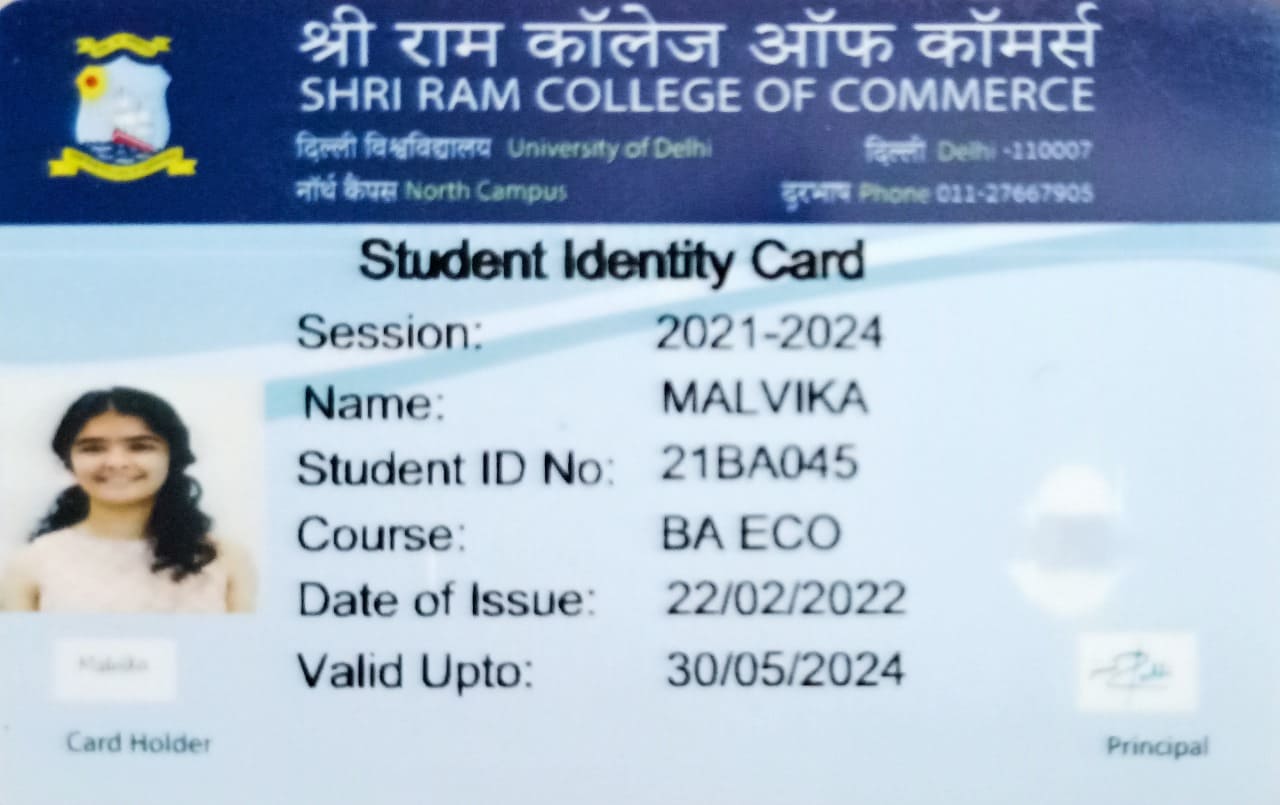 श्री राम कॉलेज ऑफ कॉमर्स
SHRI RAM COLLEGE OF COMMERCE
दिल्ली विश्वविद्यालय University of Delhi दिल्ली Delhi -110007
नॉर्थ कैंपस North Campus दूरभाष Phone 011-27667905
Student Identity Card
Session: 2021-2024
Name: MALVIKA
Student ID No: 21BA045
Course: BA ECO
Date of Issue: 22/02/2022
Valid Upto: 30/05/2024
Malvika
Card Holder
Principal